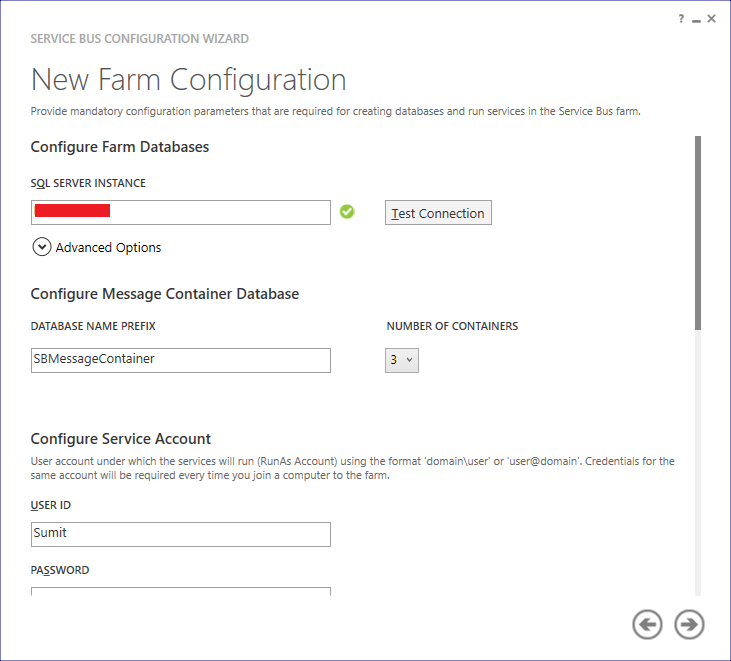 ?
SERVICE BUS CONFIGURATION WIZARD
New Farm Configuration
Provide mandatory configuration parameters that are required for creating databases and run services in the Service Bus farm.
Configure Farm Databases
SQL SERVER INSTANCE
Test Connection
Advanced Options
Configure Message Container Database
DATABASE NAME PREFIX NUMBER OF CONTAINERS
SBMessageContainer 3
Configure Service Account
User account under which the services will run (RunAs Account) using the format 'domain\user' or 'user@domain'. Credentials for the
same account will be required every time you join a computer to the farm.
USER ID
Sumit
PASSWORD